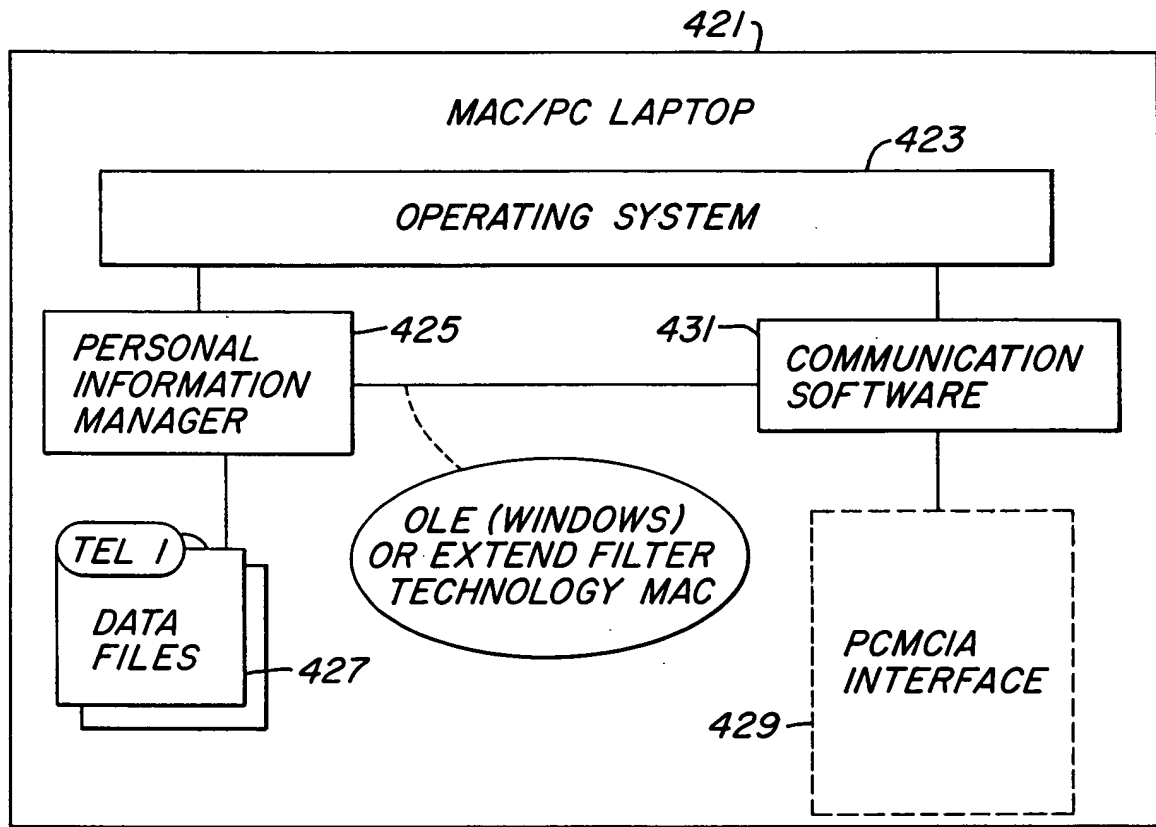 421
MAC/PC LAPTOP
423
OPERATING SYSTEM
425
431
PERSONAL
INFORMATION
MANAGER
COMMUNICATION
SOFTWARE
OLE (WINDOWS)
OR EXTEND FILTER
TECHNOLOGY MAC
TEL 1
DATA
FILES
427
PCMCIA
INTERFACE
429